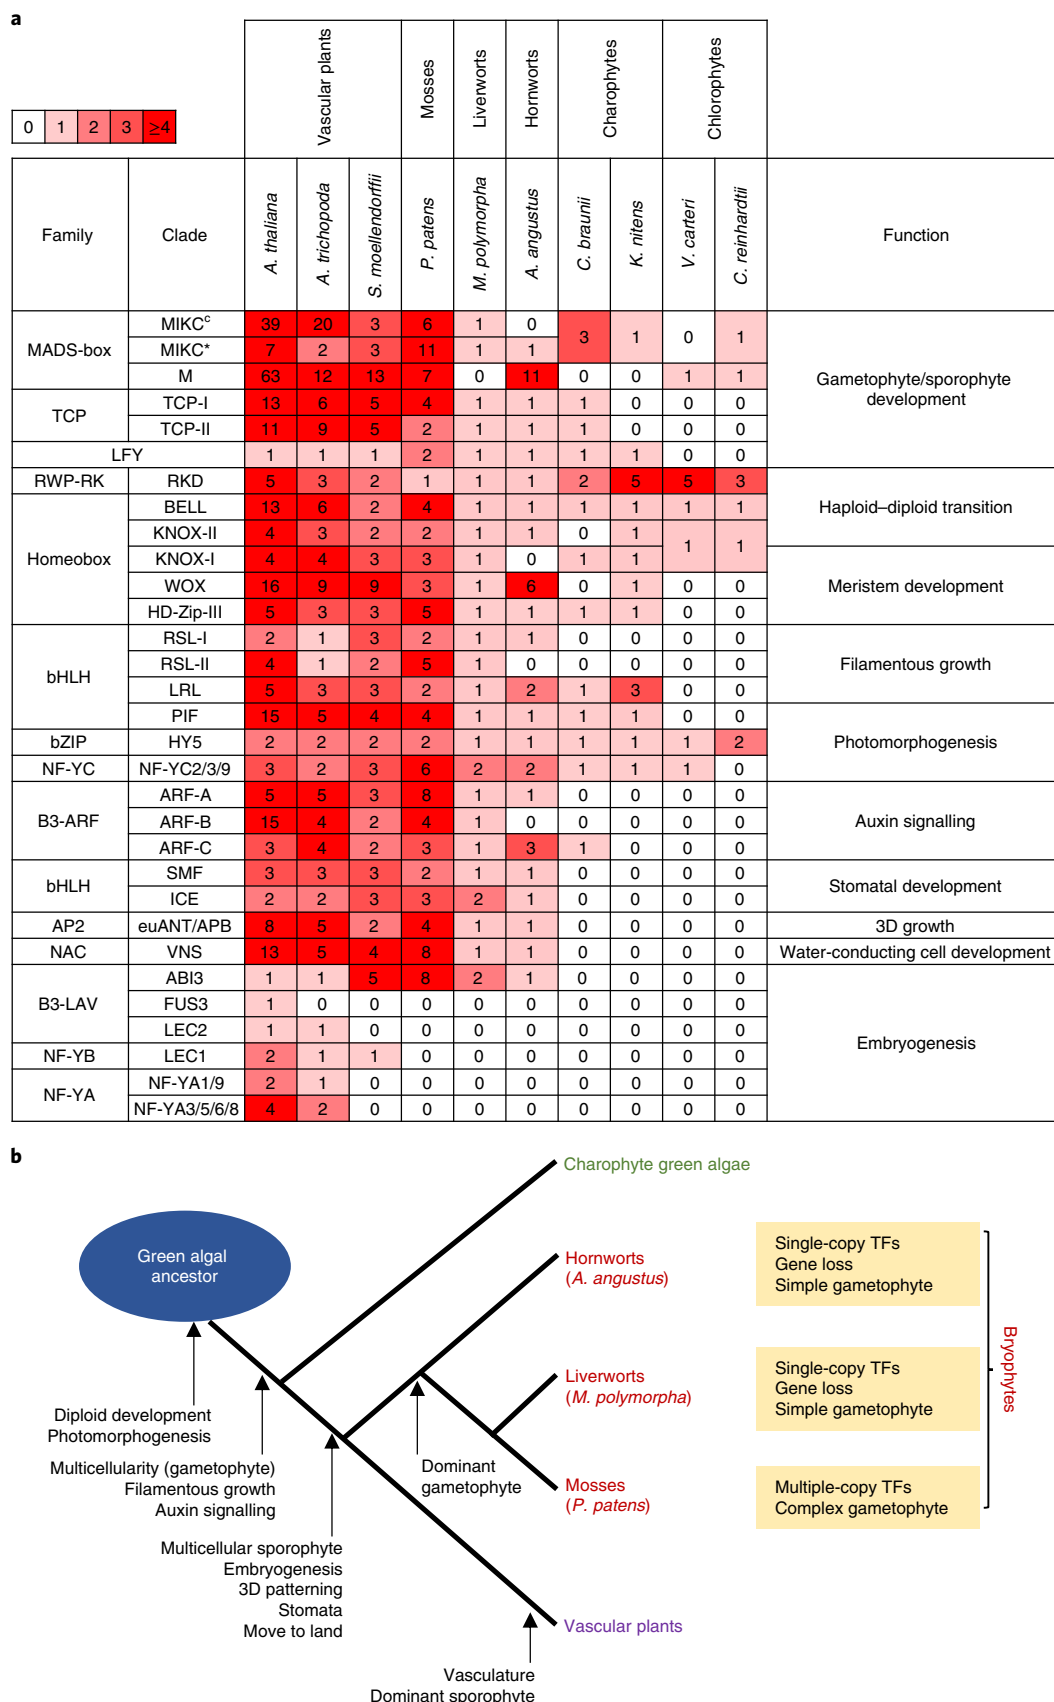 a
Vascular plants
Mosses
Liverworts
Hornworts
Charophytes
Chlorophytes
0 1 2 3 ≥4
Family Clade A. thaliana A. trichopoda S. moellendorffii P. patens M. polymorpha A. angustus C. braunii K. nitens V. carteri C. reinhardtii Function
MADS-box
MIKCc 39 20 3 6 1 0 3 1 0 1
MIKC* 7 2 3 11 1 1
M 63 12 13 7 0 11 0 0 1 1
Gametophyte/sporophyte
development
TCP
TCP-I 13 6 5 4 1 1 1 0 0 0
TCP-II 11 9 5 2 1 1 1 0 0 0
LFY 1 1 1 2 1 1 1 1 0 0
RWP-RK RKD 5 3 2 1 1 1 2 5 5 3
Haploid–diploid transition
Homeobox
BELL 13 6 2 4 1 1 1 1 1 1
KNOX-II 4 3 2 2 1 1 0 1 1 1
KNOX-I 4 4 3 3 1 0 1 1
WOX 16 9 9 3 1 6 0 1 0 0
Meristem development
HD-Zip-III 5 3 3 5 1 1 1 1 0 0
bHLH
RSL-I 2 1 3 2 1 1 0 0 0 0
RSL-II 4 1 2 5 1 0 0 0 0 0
Filamentous growth
LRL 5 3 3 2 1 2 1 3 0 0
PIF 15 5 4 4 1 1 1 1 0 0
bZIP HY5 2 2 2 2 1 1 1 1 1 2
Photomorphogenesis
NF-YC NF-YC2/3/9 3 2 3 6 2 2 1 1 1 0
B3-ARF
ARF-A 5 5 3 8 1 1 0 0 0 0
ARF-B 15 4 2 4 1 0 0 0 0 0
Auxin signalling
ARF-C 3 4 2 3 1 3 1 0 0 0
bHLH
SMF 3 3 3 2 1 1 0 0 0 0
Stomatal development
ICE 2 2 3 3 2 1 0 0 0 0
AP2 euANT/APB 8 5 2 4 1 1 0 0 0 0 3D growth
NAC VNS 13 5 4 8 1 1 0 0 0 0 Water-conducting cell development
B3-LAV
ABI3 1 1 5 8 2 1 0 0 0 0
FUS3 1 0 0 0 0 0 0 0 0 0
LEC2 1 1 0 0 0 0 0 0 0 0
Embryogenesis
NF-YB LEC1 2 1 1 0 0 0 0 0 0 0
NF-YA
NF-YA1/9 2 1 0 0 0 0 0 0 0 0
NF-YA3/5/6/8 4 2 0 0 0 0 0 0 0 0
b
Charophyte green algae
Green algal
ancestor
Hornworts
(A. angustus)
Single-copy TFs
Gene loss
Simple gametophyte
Liverworts
(M. polymorpha)
Single-copy TFs
Gene loss
Simple gametophyte
Bryophytes
Diploid development
Photomorphogenesis
Multicellularity (gametophyte)
Filamentous growth
Auxin signalling
Dominant
gametophyte
Mosses
(P. patens)
Multiple-copy TFs
Complex gametophyte
Multicellular sporophyte
Embryogenesis
3D patterning
Stomata
Move to land
Vascular plants
Vasculature
Dominant sporophyte